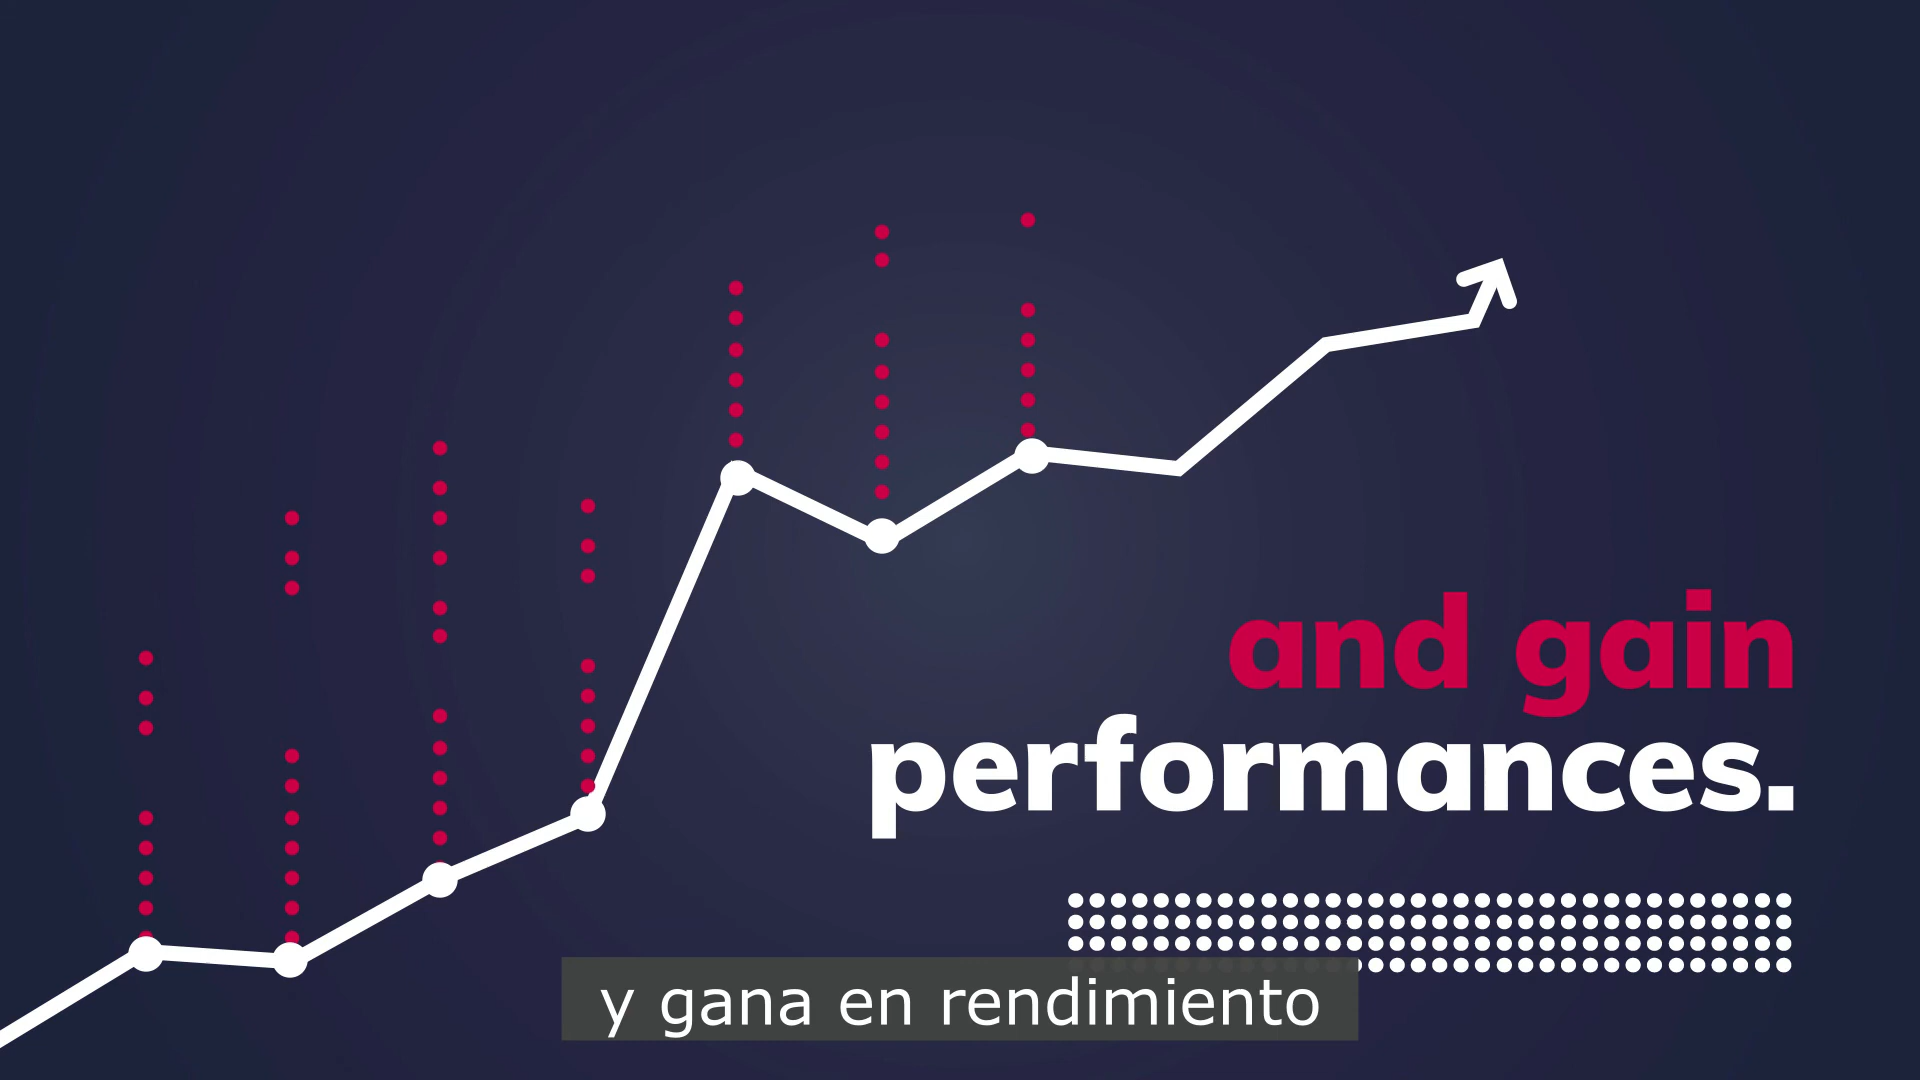 and gain
performances.
y gana en rendimiento